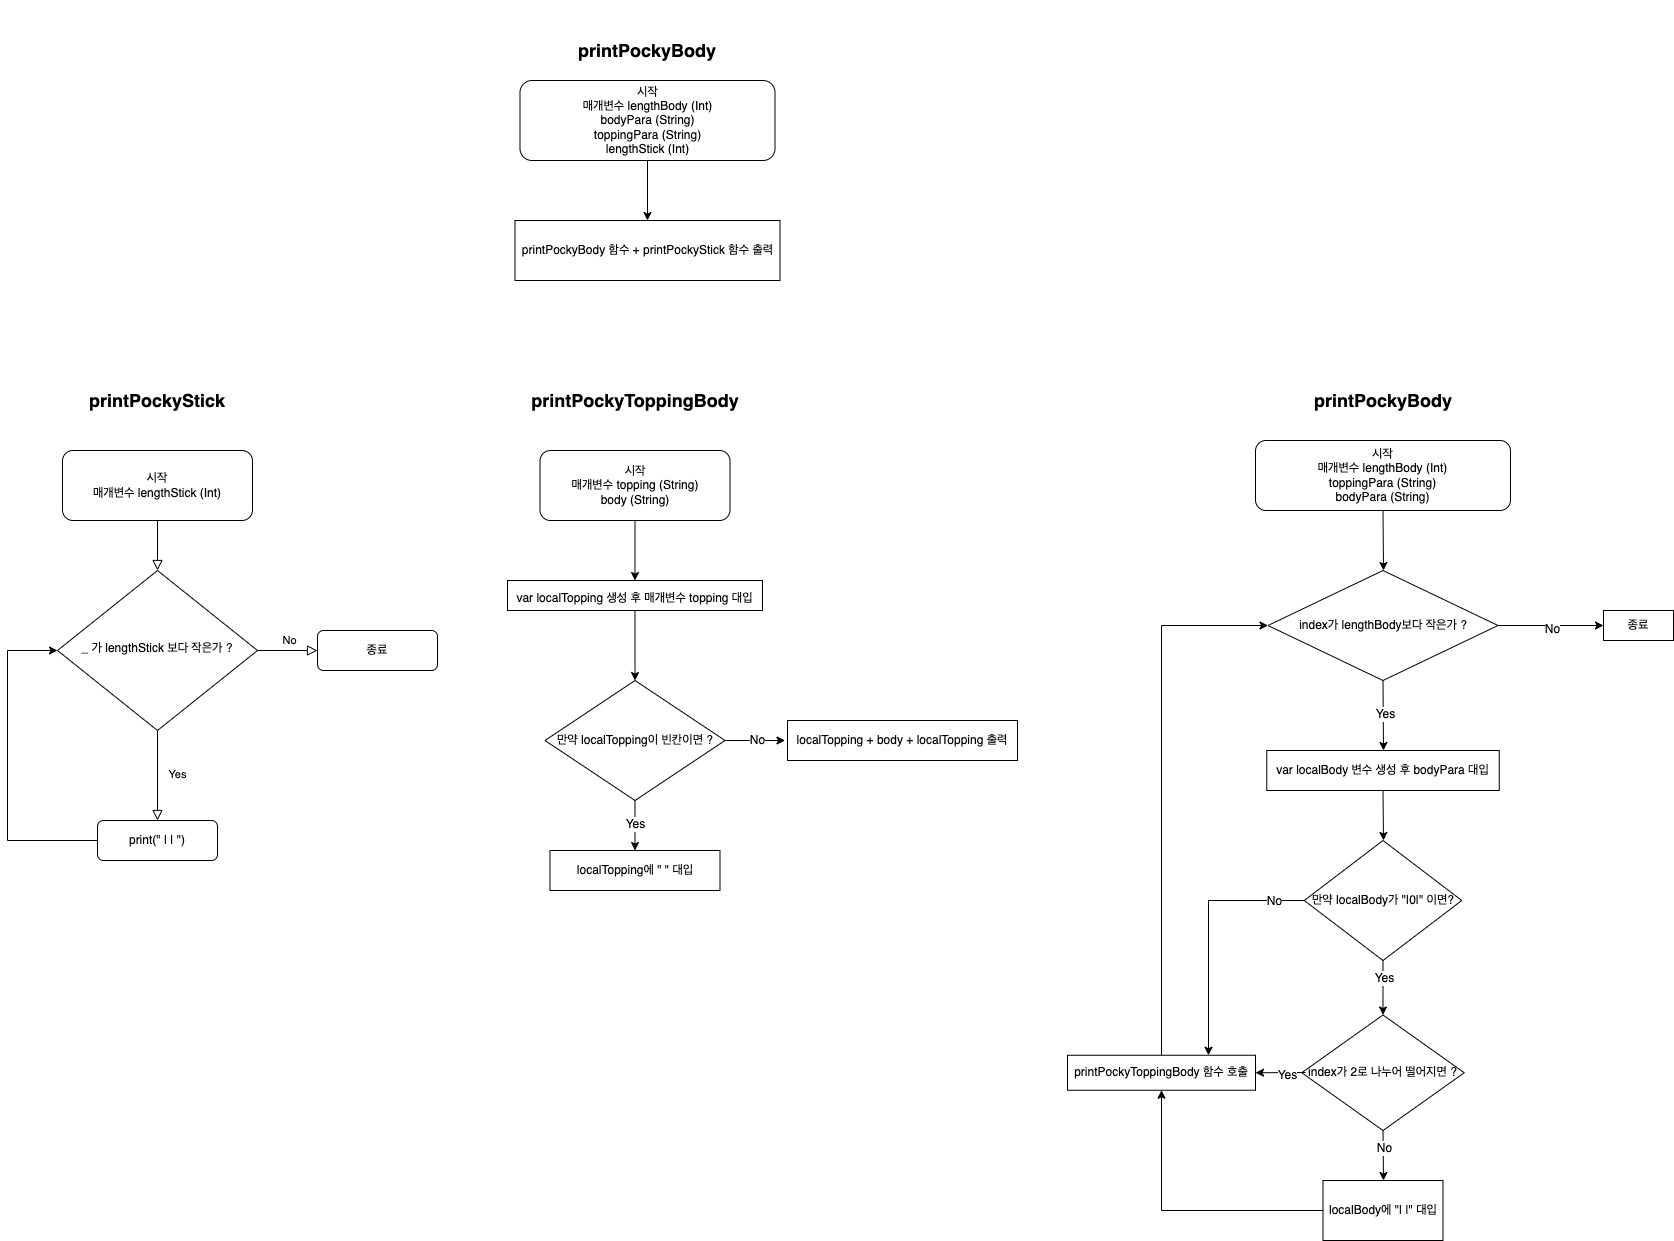 printPockyBody
시작
매개변수 lengthBody (Int)
bodyPara (String)
toppingPara (String)
lengthStick (Int)
printPockyBody 함수 + printPockyStick 함수 출력
printPockyStick
시작
매개변수 lengthStick (Int)
_ 가 lengthStick 보다 작은가 ?
No
종료
Yes
print(" | | ")
printPockyToppingBody
시작
매개변수 topping (String)
body (String)
var localTopping 생성 후 매개변수 topping 대입
만약 localTopping이 빈칸이면 ?
No
localTopping + body + localTopping 출력
Yes
localTopping에 " " 대입
printPockyBody
시작
매개변수 lengthBody (Int)
toppingPara (String)
bodyPara (String)
index가 lengthBody보다 작은가 ?
No
종료
Yes
var localBody 변수 생성 후 bodyPara 대입
만약 localBody가 "|0|" 이면?
No
Yes
index가 2로 나누어 떨어지면 ?
Yes
printPockyToppingBody 함수 호출
No
localBody에 "| |" 대입